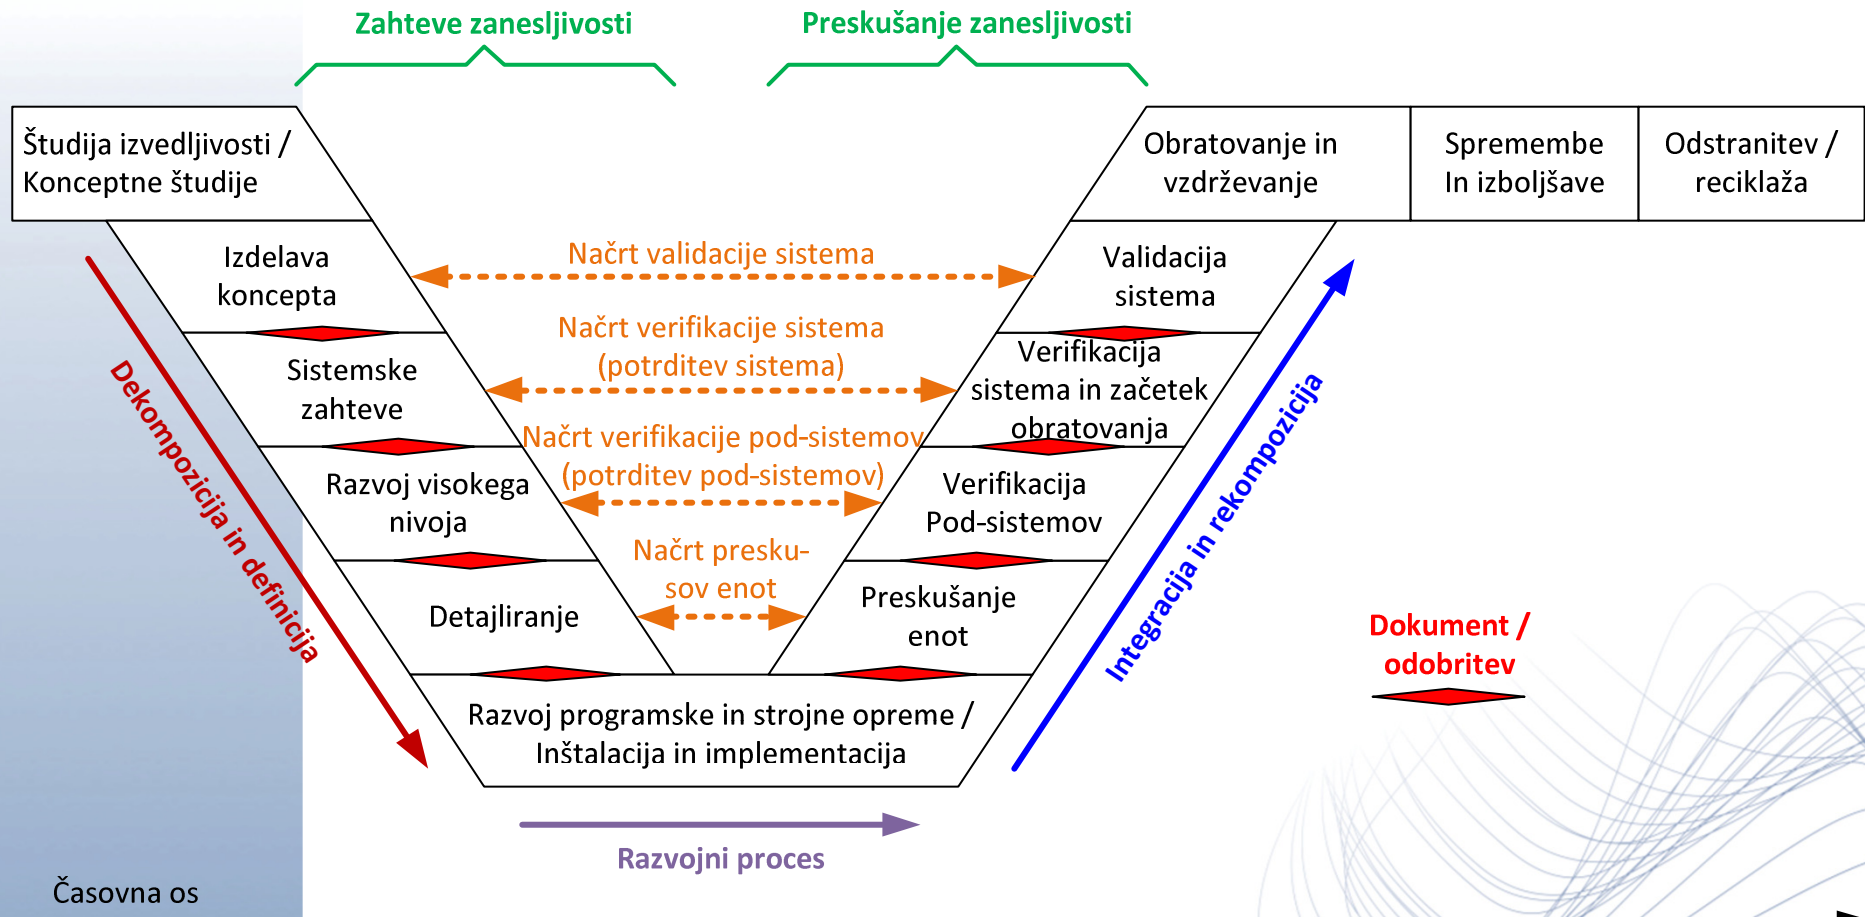 Zahteve zanesljivosti
Preskušanje zanesljivosti
Študija izvedljivosti /
Konceptne študije
Obratovanje in
vzdrževanje
Spremembe
In izboljšave
Odstranitev /
reciklaža
Izdelava
koncepta
Načrt validacije sistema
Validacija
sistema
Sistemske
zahteve
Načrt verifikacije sistema
(potrditev sistema)
Verifikacija
sistema in začetek
obratovanja
Razvoj visokega
nivoja
Načrt verifikacije pod-sistemov
(potrditev pod-sistemov)
Verifikacija
Pod-sistemov
Detajliranje
Načrt presku-
sov enot
Preskušanje
enot
Razvoj programske in strojne opreme /
Inštalacija in implementacija
Dekompozicija in definicija
Integracija in rekompozicija
Dokument /
odobritev
Razvojni proces
Časovna os